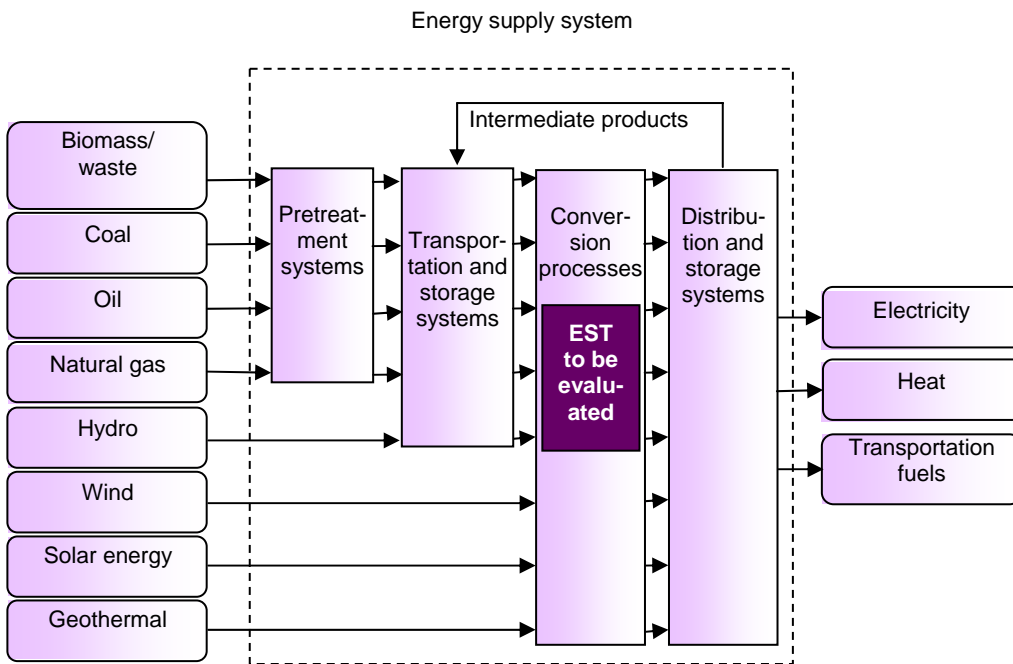 Energy supply system
Intermediate products
Biomass/
waste
Coal
Oil
Natural gas
Hydro
Wind
Solar energy
Geothermal
Pretreat-
ment
systems
Transpor-
tation and
storage
systems
Conver-
sion
processes
EST
to be
evalu-
ated
Distribu-
tion and
storage
systems
Electricity
Heat
Transportation
fuels